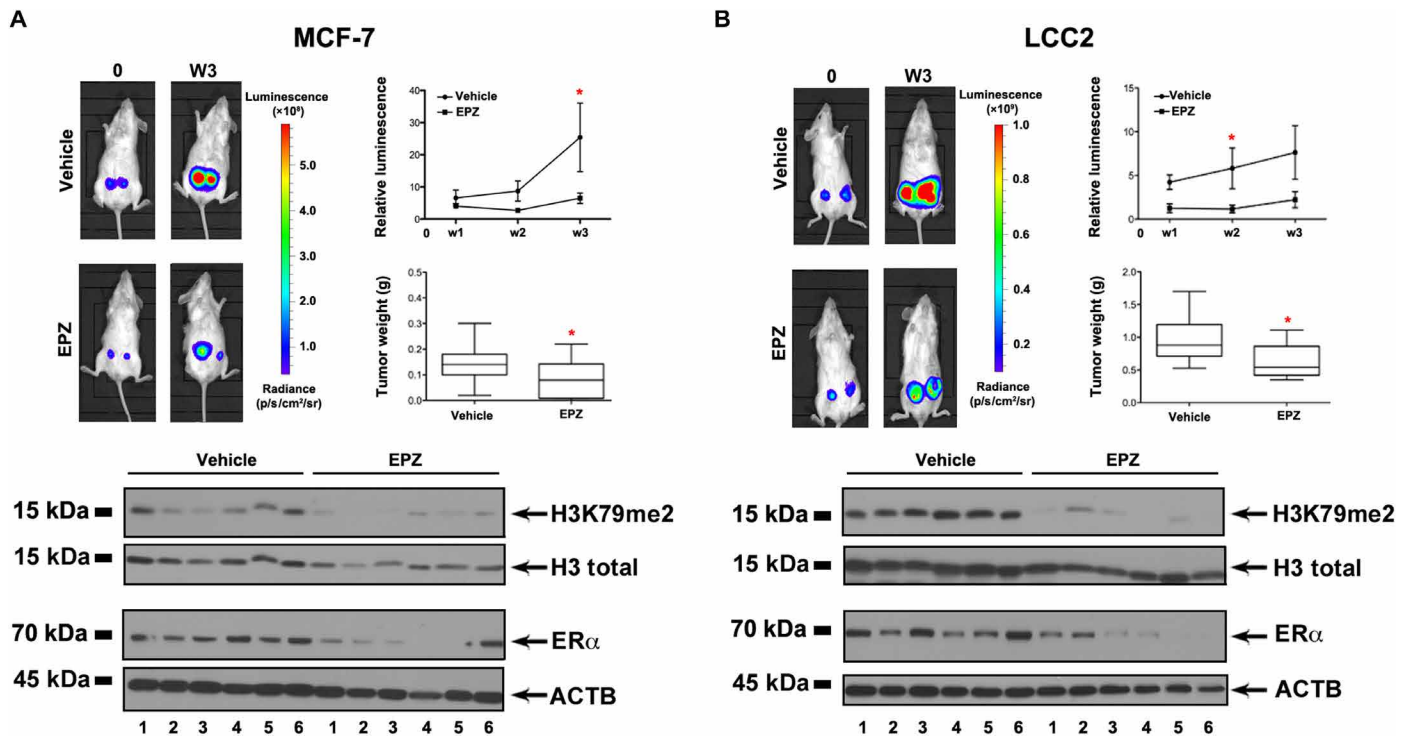 A
MCF-7
0
W3
Vehicle
EPZ
Luminescence
(×10⁸)
5.0
4.0
3.0
2.0
1.0
Radiance
(p/s/cm²/sr)
Relative luminescence
40
30
20
10
0
Vehicle
EPZ
*
0
w1
w2
w3
Tumor weight (g)
0.5
0.4
0.3
0.2
0.1
0.0
*
Vehicle
EPZ
Vehicle
EPZ
15 kDa
H3K79me2
15 kDa
H3 total
70 kDa
ERα
45 kDa
ACTB
1 2 3 4 5 6 1 2 3 4 5 6
B
LCC2
0
W3
Vehicle
EPZ
Luminescence
(×10⁹)
1.0
0.8
0.6
0.4
0.2
Radiance
(p/s/cm²/sr)
Relative luminescence
15
10
5
0
Vehicle
EPZ
*
0
w1
w2
w3
Tumor weight (g)
2.0
1.5
1.0
0.5
0.0
*
Vehicle
EPZ
Vehicle
EPZ
15 kDa
H3K79me2
15 kDa
H3 total
70 kDa
ERα
45 kDa
ACTB
1 2 3 4 5 6 1 2 3 4 5 6